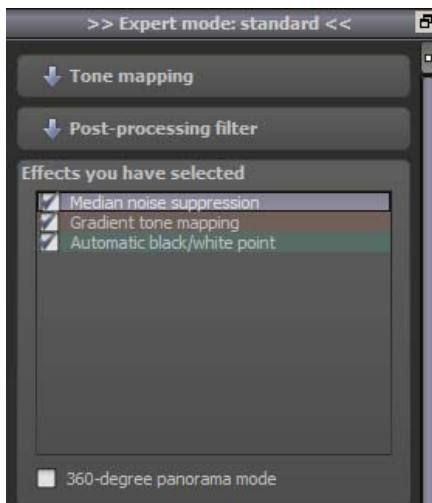 >> Expert mode: standard <<
Tone mapping
Post-processing filter
Effects you have selected
Median noise suppression
Gradient tone mapping
Automatic black/white point
360-degree panorama mode